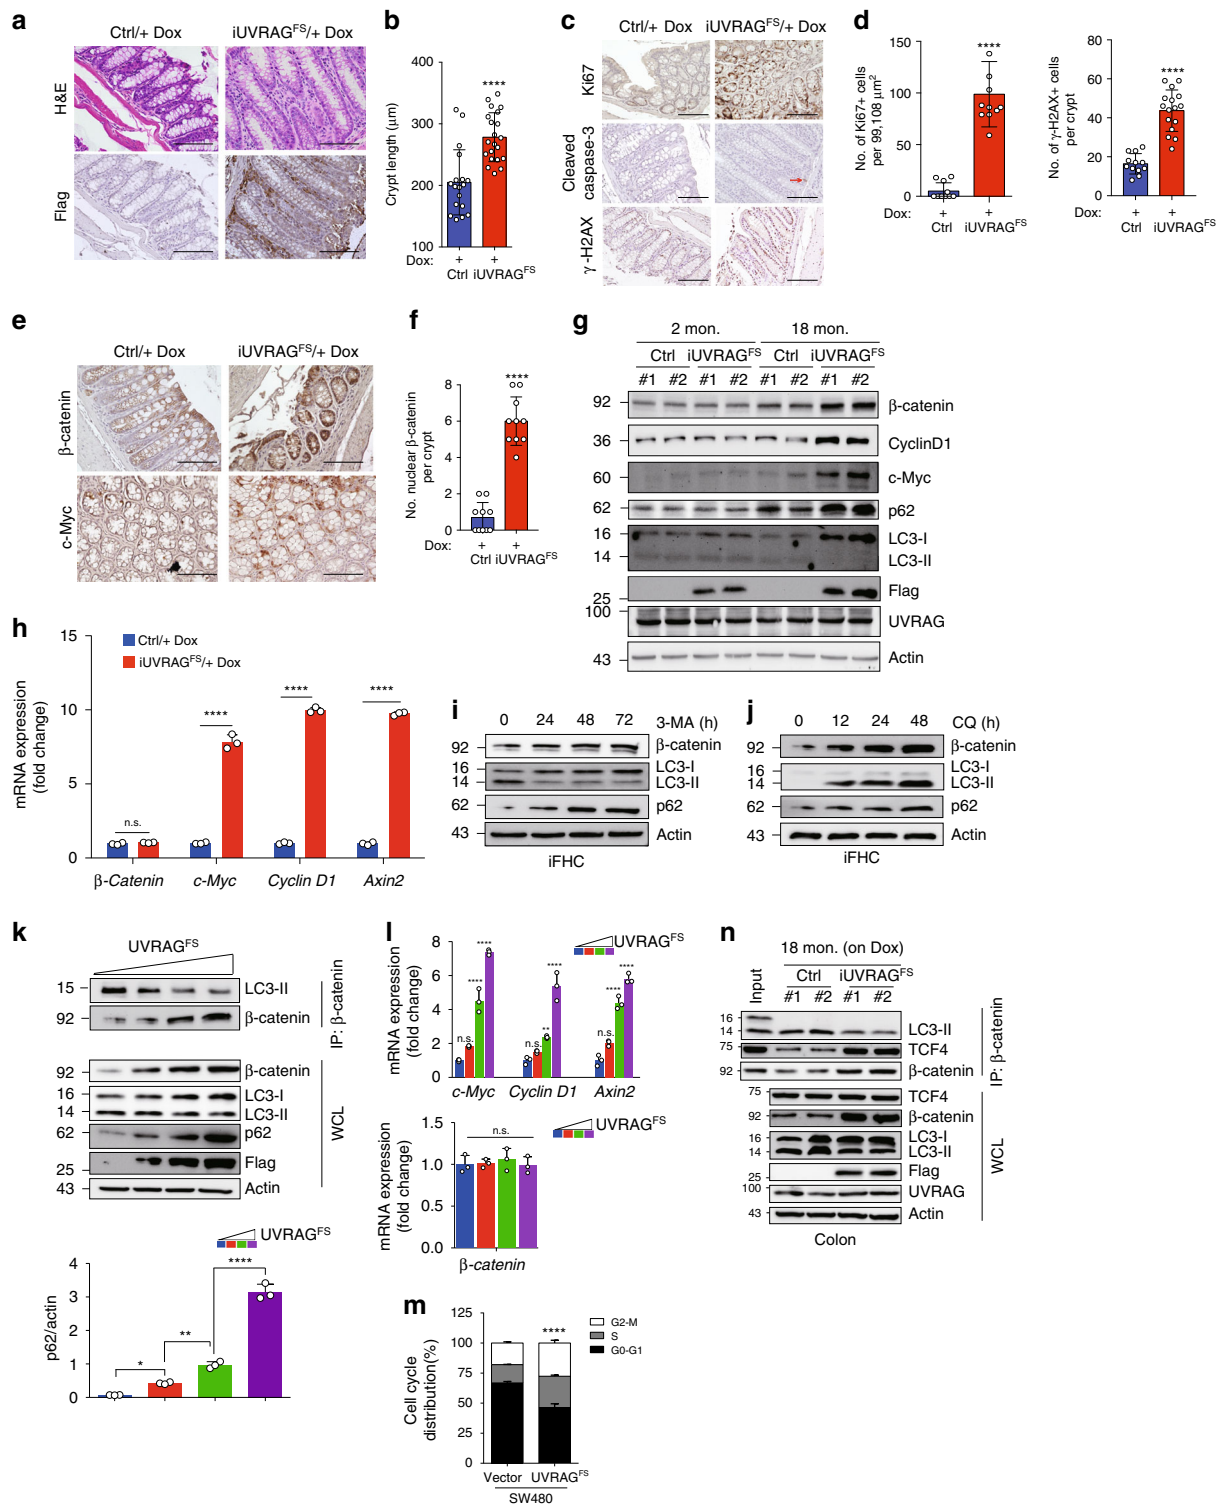 a
Ctrl/+ Dox
iUVRAGFS/+ Dox
H&E
Flag
b
Crypt length (μm)
400
300
200
100
****
Dox:
+
+
Ctrl
iUVRAGFS
c
Ctrl/+ Dox
iUVRAGFS/+ Dox
Ki67
Cleaved
caspase-3
γ-H2AX
d
No. of Ki67+ cells
per 99,108 μm2
150
100
50
0
****
Dox:
+
+
Ctrl
iUVRAGFS
No. of γ-H2AX+ cells
per crypt
80
60
40
20
0
****
Dox:
+
+
Ctrl
iUVRAGFS
e
Ctrl/+ Dox
iUVRAGFS/+ Dox
β-catenin
c-Myc
f
No. nuclear β-catenin
per crypt
8
6
4
2
0
****
Dox:
+
+
Ctrl
iUVRAGFS
g
2 mon.
18 mon.
Ctrl
iUVRAGFS
Ctrl
iUVRAGFS
#1 #2 #1 #2 #1 #2 #1 #2
92
β-catenin
36
CyclinD1
60
c-Myc
62
p62
16
LC3-I
14
LC3-II
25
Flag
100
UVRAG
43
Actin
h
mRNA expression
(fold change)
15
10
5
0
Ctrl/+ Dox
iUVRAGFS/+ Dox
n.s.
****
****
****
β-Catenin
c-Myc
Cyclin D1
Axin2
i
0 24 48 72 3-MA (h)
92
β-catenin
16
LC3-I
14
LC3-II
62
p62
43
Actin
iFHC
j
0 12 24 48 CQ (h)
92
β-catenin
16
LC3-I
14
LC3-II
62
p62
43
Actin
iFHC
k
UVRAGFS
15
LC3-II
92
β-catenin
IP: β-catenin
92
β-catenin
16
LC3-I
14
LC3-II
62
p62
25
Flag
43
Actin
WCL
UVRAGFS
p62/actin
4
3
2
1
0
*
**
****
l
mRNA expression
(fold change)
8
6
4
2
0
UVRAGFS
n.s.
****
****
n.s.
**
****
n.s.
****
****
c-Myc
Cyclin D1
Axin2
mRNA expression
(fold change)
1.5
1.0
0.5
0.0
UVRAGFS
n.s.
β-catenin
m
Cell cycle
distribution(%)
125
100
75
50
25
0
****
G2-M
S
G0-G1
Vector
UVRAGFS
SW480
n
18 mon. (on Dox)
Input
Ctrl
iUVRAGFS
#1 #2 #1 #2
16
14
LC3-II
75
TCF4
92
β-catenin
IP: β-catenin
75
TCF4
92
β-catenin
16
LC3-I
14
LC3-II
25
Flag
100
UVRAG
43
Actin
WCL
Colon